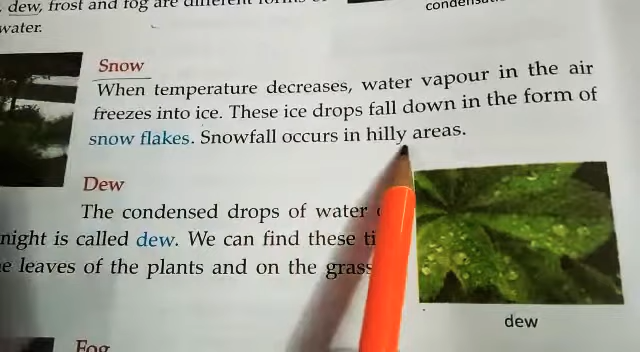 dew, frost and fog are different forms of
water.
condensati
Snow
When temperature decreases, water vapour in the air
freezes into ice. These ice drops fall down in the form of
snow flakes. Snowfall occurs in hilly areas.
Dew
The condensed drops of water
night is called dew. We can find these
leaves of the plants and on the grass
dew
Fog